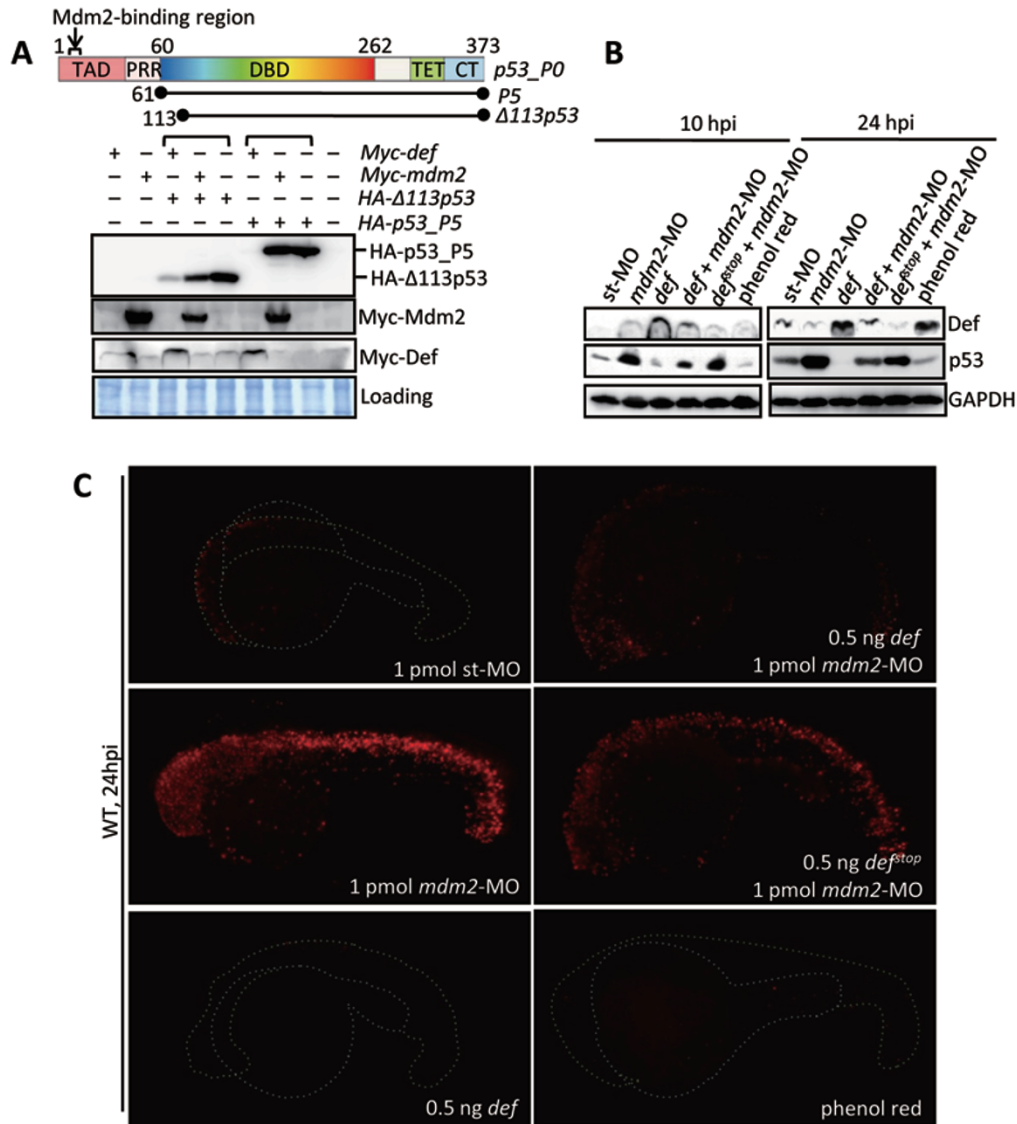 Mdm2-binding region
A
1 60 262 373
TAD PRR DBD TET CT p53_P0
61 P5
113 Δ113p53
+ – + – – + – – – Myc-def
– + – + – – + – – Myc-mdm2
– – + + + – – – – HA-Δ113p53
– – – – – + + + – HA-p53_P5
HA-p53_P5
HA-Δ113p53
Myc-Mdm2
Myc-Def
Loading
B
10 hpi 24 hpi
st-MO
mdm2-MO
def
def + mdm2-MO
defstop + mdm2-MO
phenol red
st-MO
mdm2-MO
def
def + mdm2-MO
defstop + mdm2-MO
phenol red
Def
p53
GAPDH
C
WT, 24hpi
1 pmol st-MO
0.5 ng def
1 pmol mdm2-MO
1 pmol mdm2-MO
0.5 ng defstop
1 pmol mdm2-MO
0.5 ng def
phenol red